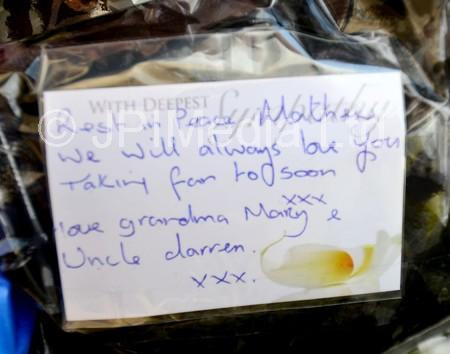 WITH DEEPEST
Sympathy
Rest in Peace Mathew
We will always love you
Taking far to soon
xxx
love grandma Mary &
Uncle darren.
xxx.
© JPIMedia Ltd